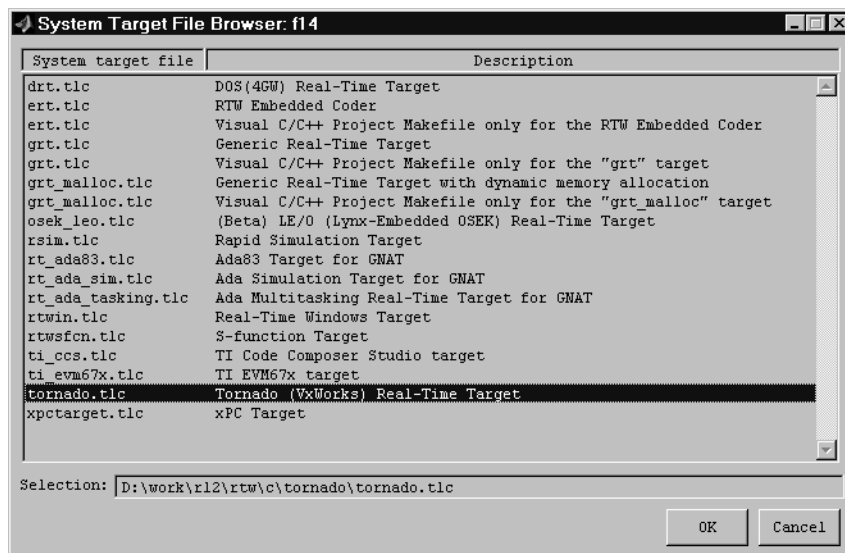 System Target File Browser: f14
System target file Description
drt.tlc DOS(4GW) Real-Time Target
ert.tlc RTW Embedded Coder
ert.tlc Visual C/C++ Project Makefile only for the RTW Embedded Coder
grt.tlc Generic Real-Time Target
grt.tlc Visual C/C++ Project Makefile only for the "grt" target
grt_malloc.tlc Generic Real-Time Target with dynamic memory allocation
grt_malloc.tlc Visual C/C++ Project Makefile only for the "grt_malloc" target
osek_leo.tlc (Beta) LE/O (Lynx-Embedded OSEK) Real-Time Target
rsim.tlc Rapid Simulation Target
rt_ada83.tlc Ada83 Target for GNAT
rt_ada_sim.tlc Ada Simulation Target for GNAT
rt_ada_tasking.tlc Ada Multitasking Real-Time Target for GNAT
rtwin.tlc Real-Time Windows Target
rtwsfcn.tlc S-function Target
ti_ccs.tlc TI Code Composer Studio target
ti_evm67x.tlc TI EVM67x target
tornado.tlc Tornado (VxWorks) Real-Time Target
xpctarget.tlc xPC Target
Selection: D:\work\r12\rtw\c\tornado\tornado.tlc
OK Cancel